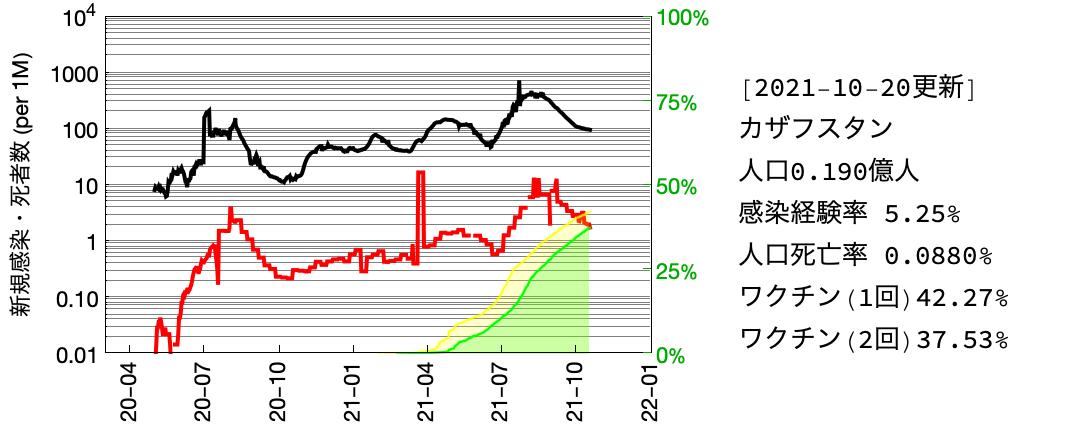 新規感染・死者数 (per 1M)
10^4
1000
100
10
1
0.10
0.01
100%
75%
50%
25%
0%
20-04
20-07
20-10
21-01
21-04
21-07
21-10
22-01
[2021-10-20更新]
カザフスタン
人口0.190億人
感染経験率 5.25%
人口死亡率 0.0880%
ワクチン(1回)42.27%
ワクチン(2回)37.53%